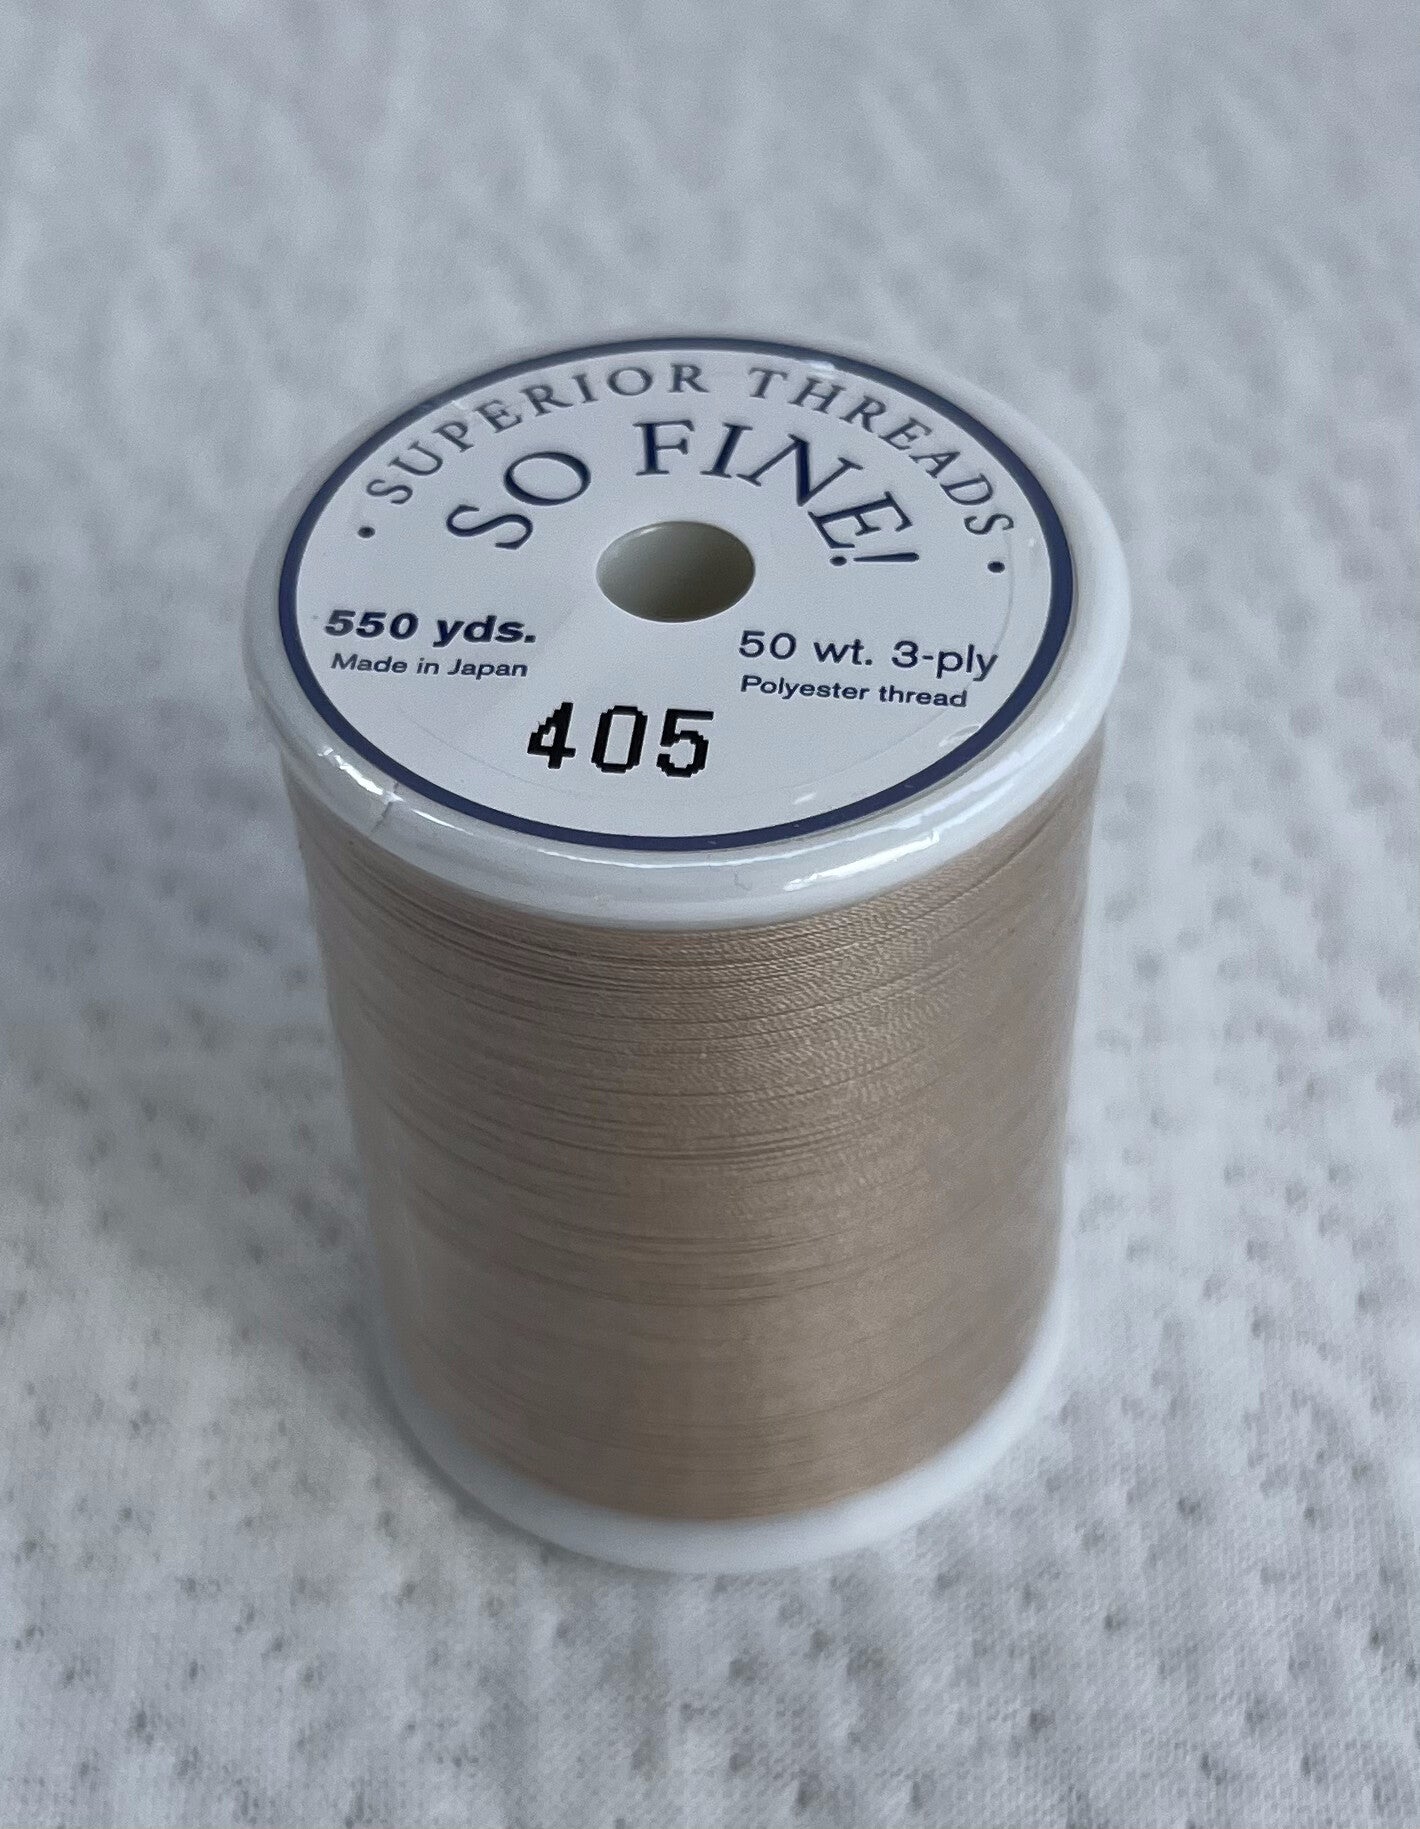 • SUPERIOR THREADS •
SO FINE!
550 yds.
Made in Japan
50 wt. 3-ply
Polyester thread
405